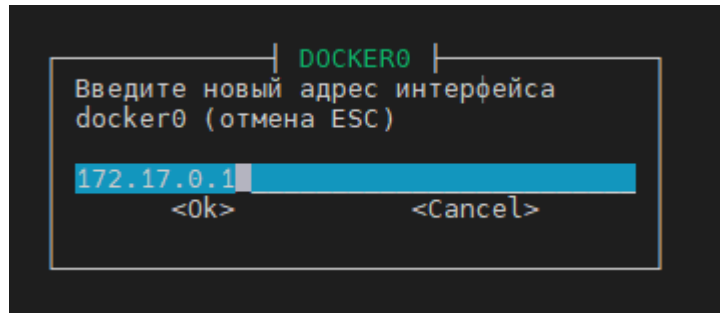 DOCKER0
Введите новый адрес интерфейса
docker0 (отмена ESC)
172.17.0.1
<Ok> <Cancel>